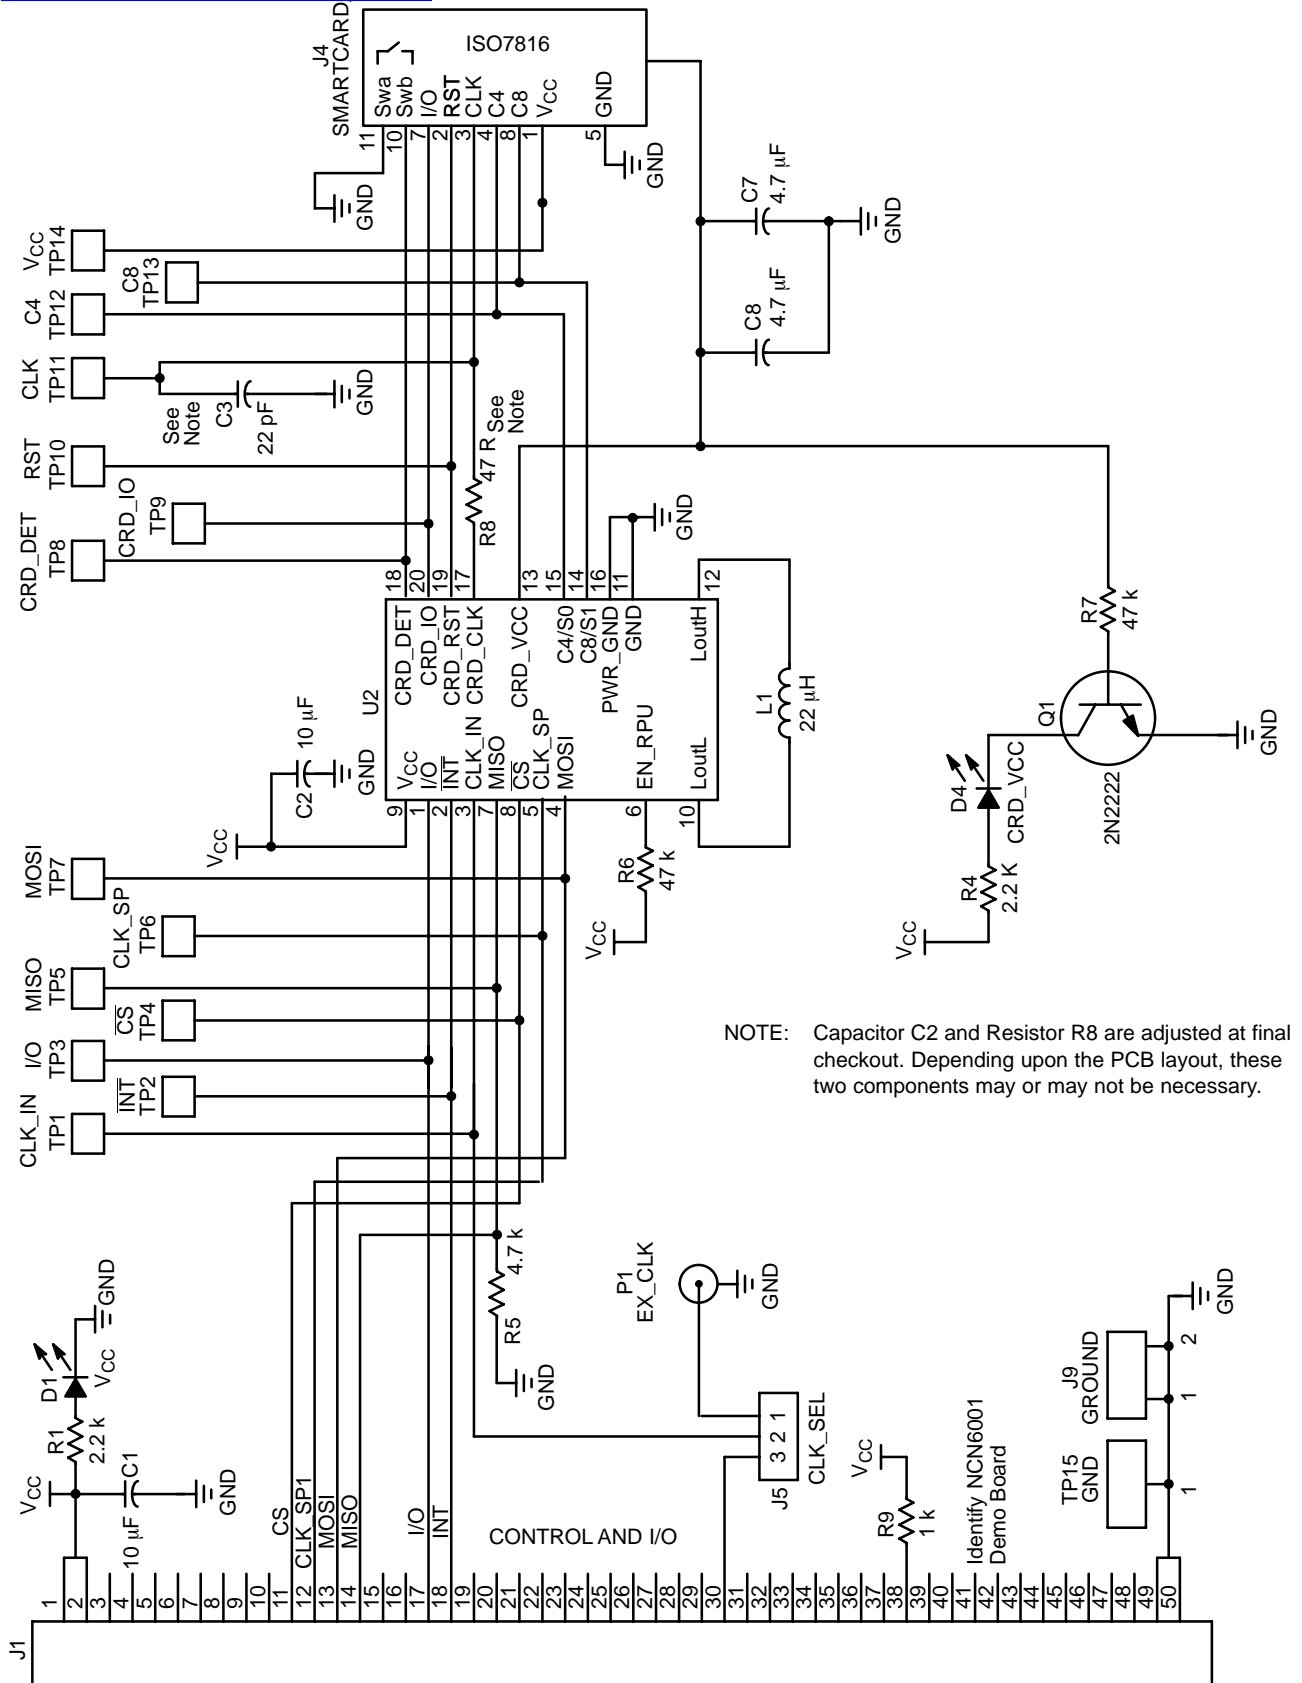 J4
SMARTCARD
ISO7816
Swa
Swb
I/O
RST
CLK
C4
C8
VCC
GND
11
10
7
2
3
4
8
1
5
GND
GND
VCC
TP14
C8
TP13
C4
TP12
CLK
TP11
RST
TP10
CRD_IO
TP9
CRD_DET
TP8
See
Note
C3
22 pF
GND
47 R
See
Note
R8
C7
4.7 µF
C8
4.7 µF
GND
GND
18
20
19
17
13
15
14
16
11
12
U2
CRD_DET
CRD_IO
CRD_RST
CRD_CLK
CRD_VCC
C4/S0
C8/S1
PWR_GND
GND
LoutH
VCC
I/O
INT
CLK_IN
MISO
CS
CLK_SP
MOSI
EN_RPU
LoutL
9
1
2
3
7
8
5
4
6
10
L1
22 µH
C2
10 µF
GND
VCC
R6
47 k
VCC
R7
47 k
Q1
2N2222
GND
D4
CRD_VCC
R4
2.2 K
VCC
MOSI
TP7
CLK_SP
TP6
MISO
TP5
CS
TP4
I/O
TP3
INT
TP2
CLK_IN
TP1
NOTE: Capacitor C2 and Resistor R8 are adjusted at final
checkout. Depending upon the PCB layout, these
two components may or may not be necessary.
R5
4.7 k
GND
P1
EX_CLK
GND
J5
3 2 1
CLK_SEL
VCC
R9
1 k
Identify NCN6001
Demo Board
J9
GROUND
1
2
TP15
GND
1
GND
VCC
R1
2.2 k
D1
VCC
GND
C1
10 µF
GND
CS
CLK_SP1
MOSI
MISO
I/O
INT
CONTROL AND I/O
J1
1
2
3
4
5
6
7
8
9
10
11
12
13
14
15
16
17
18
19
20
21
22
23
24
25
26
27
28
29
30
31
32
33
34
35
36
37
38
39
40
41
42
43
44
45
46
47
48
49
50